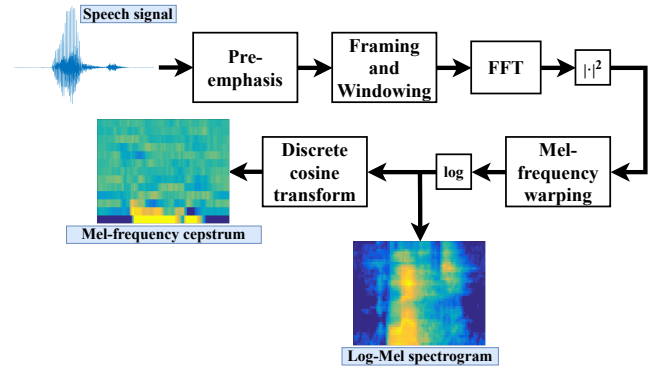 Speech signal
Pre-
emphasis
Framing
and
Windowing
FFT
|·|²
Mel-
frequency
warping
log
Discrete
cosine
transform
Mel-frequency cepstrum
Log-Mel spectrogram